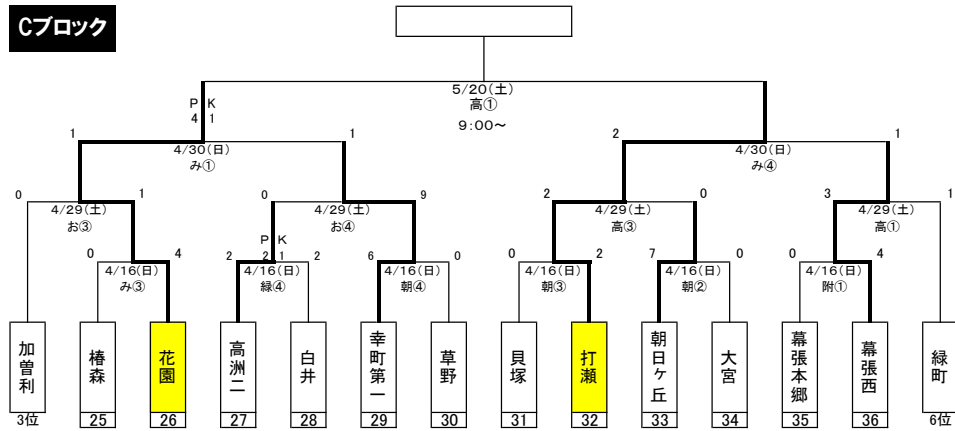 Cブロック
5/20(土)
高①
9:00～
P K
4 1
1 1 2 1
4/30(日) 4/30(日)
み① み④
0 1 0 9 2 0 3 1
4/29(土) 4/29(土) 4/29(土) 4/29(土)
お③ お④ 高③ 高①
P K
0 4 2 2 1 2 6 0 0 2 7 0 0 4
4/16(日) 4/16(日) 4/16(日) 4/16(日) 4/16(日) 4/16(日)
み③ 緑④ 朝④ 朝③ 朝② 附①
加曽利
椿森
花園
高洲二
白井
幸町第一
草野
貝塚
打瀬
朝日ヶ丘
大宮
幕張本郷
幕張西
緑町
3位 25 26 27 28 29 30 31 32 33 34 35 36 6位